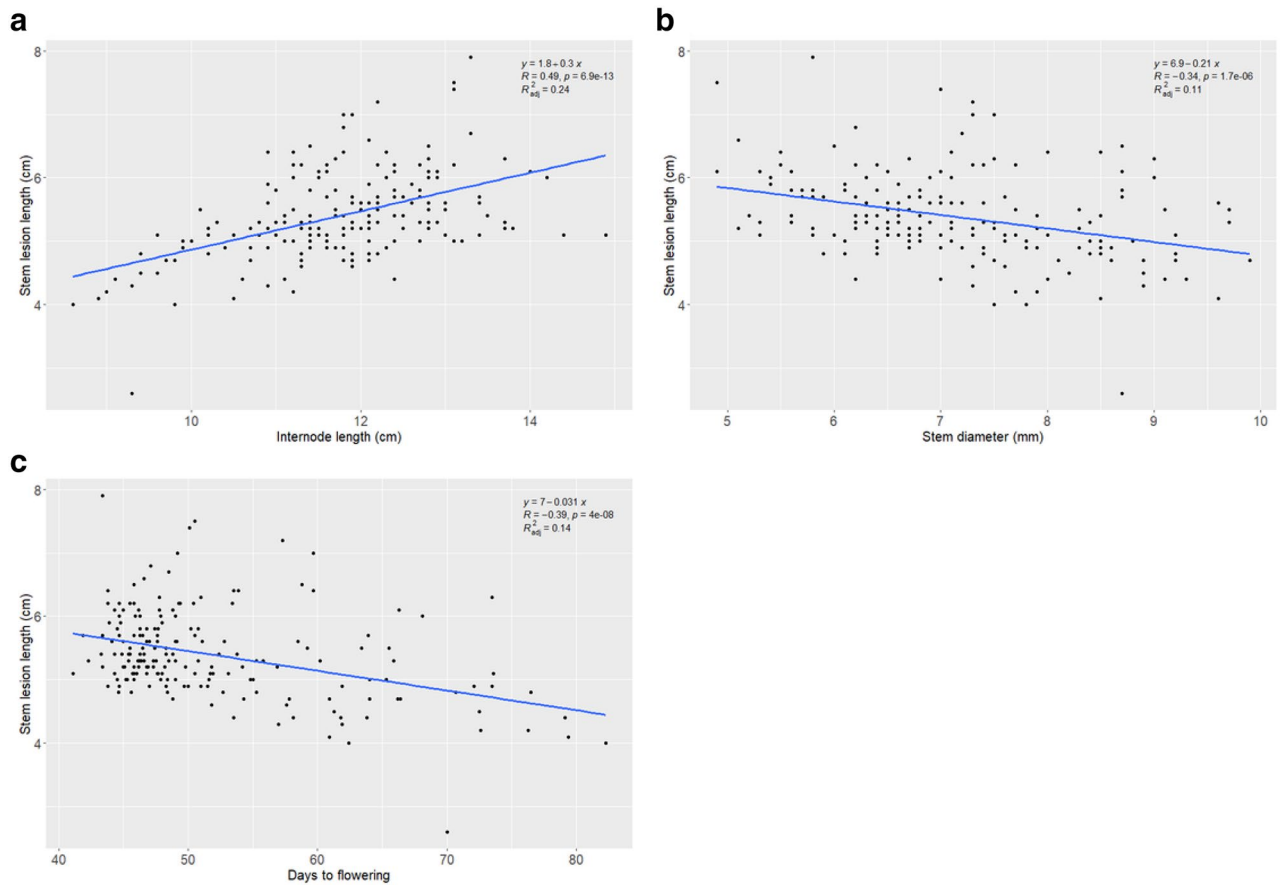 a
b
8
6
4
Stem lesion length (cm)
y = 1.8 + 0.3 x
R = 0.49, p = 6.9e-13
R²adj = 0.24
10 12 14
Internode length (cm)
8
6
4
Stem lesion length (cm)
y = 6.9 − 0.21 x
R = −0.34, p = 1.7e-06
R²adj = 0.11
5 6 7 8 9 10
Stem diameter (mm)
c
8
6
4
Stem lesion length (cm)
y = 7 − 0.031 x
R = −0.39, p = 4e-08
R²adj = 0.14
40 50 60 70 80
Days to flowering